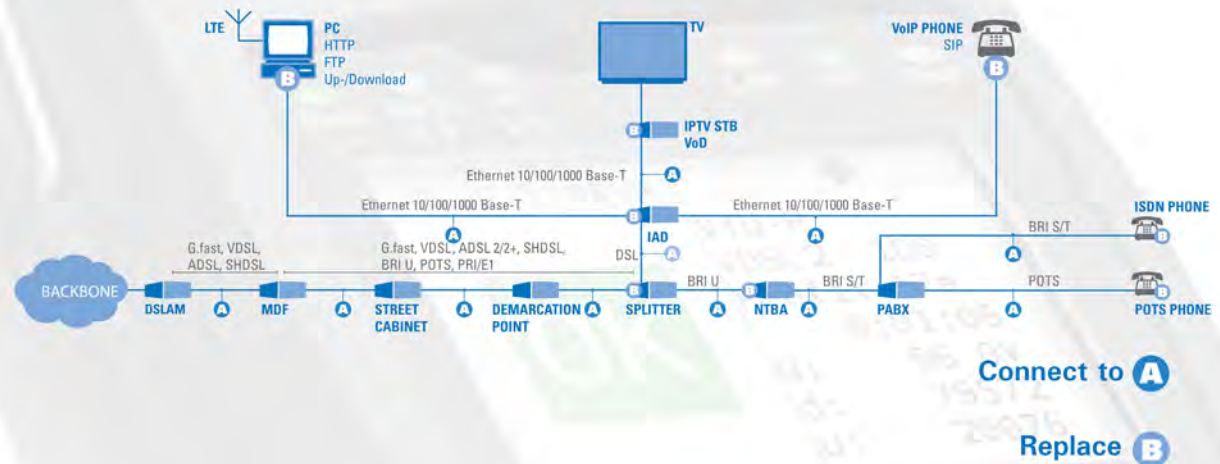 LTE
PC
HTTP
FTP
Up-/Download
B
TV
VoIP PHONE
SIP
B
B
IPTV STB
VoD
Ethernet 10/100/1000 Base-T
A
Ethernet 10/100/1000 Base-T
B
Ethernet 10/100/1000 Base-T
A
IAD
A
ISDN PHONE
BRI S/T
B
A
G.fast, VDSL,
ADSL, SHDSL
G.fast, VDSL, ADSL 2/2+, SHDSL,
BRI U, POTS, PRI/E1
DSL
A
BACKBONE
B
BRI U
B
BRI S/T
POTS
B
DSLAM
A
MDF
A
STREET
CABINET
A
DEMARCATION
POINT
A
SPLITTER
A
NTBA
A
PABX
A
POTS PHONE
Connect to A
Replace B